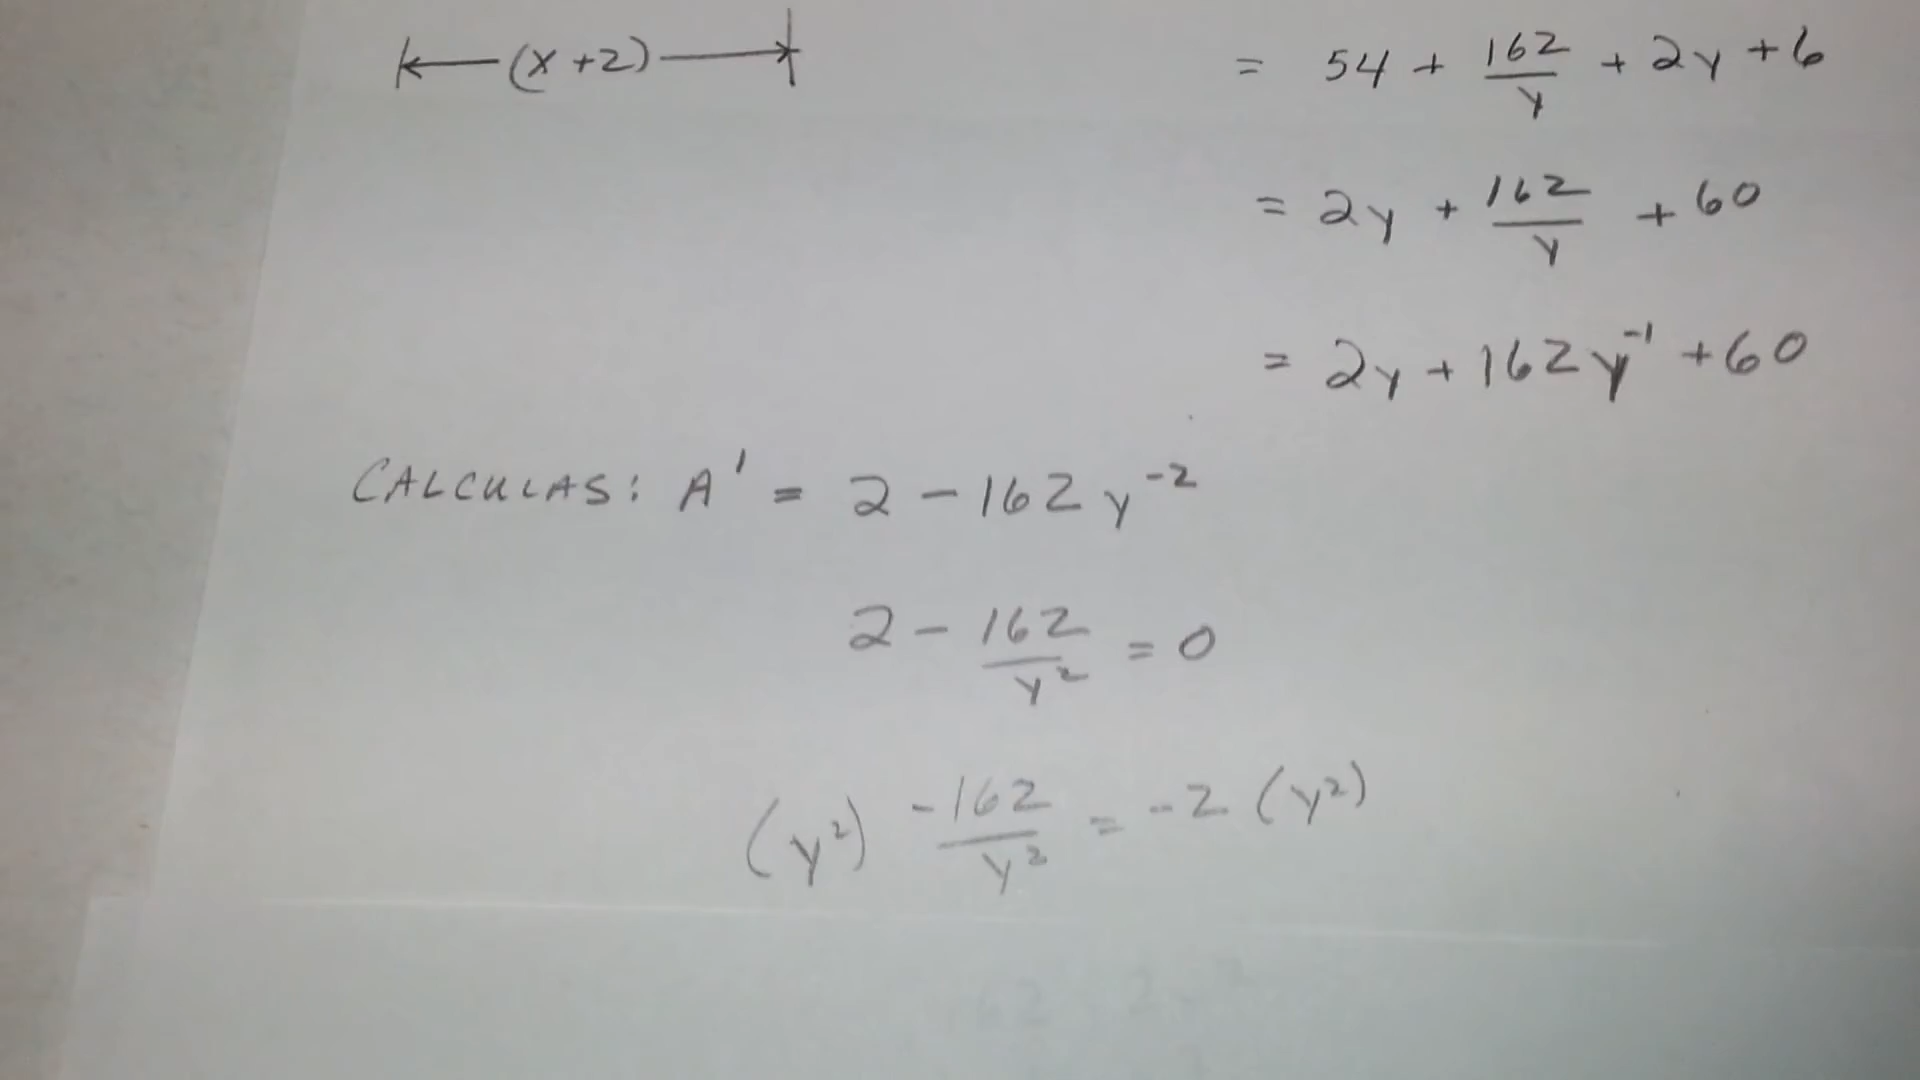 (x+2)
= 54 + 162/y + 2y + 6
= 2y + 162/y + 60
= 2y + 162y⁻¹ + 60
CALCULAS: A' = 2 - 162y⁻²
2 - 162/y² = 0
(y²) -162/y² = -2 (y²)